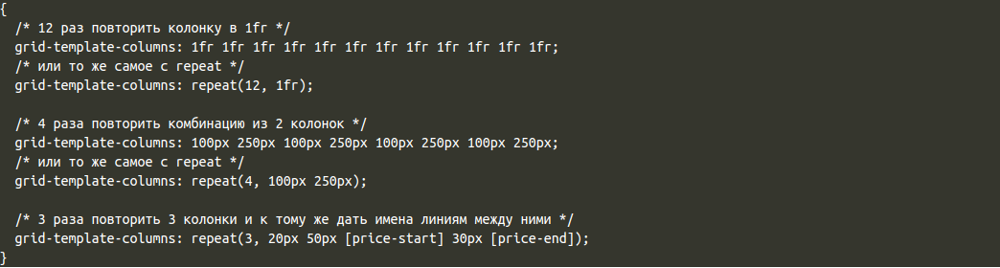 {
/* 12 раз повторить колонку в 1fr */
grid-template-columns: 1fr 1fr 1fr 1fr 1fr 1fr 1fr 1fr 1fr 1fr 1fr 1fr;
/* или то же самое с repeat */
grid-template-columns: repeat(12, 1fr);
/* 4 раза повторить комбинацию из 2 колонок */
grid-template-columns: 100px 250px 100px 250px 100px 250px 100px 250px;
/* или то же самое с repeat */
grid-template-columns: repeat(4, 100px 250px);
/* 3 раза повторить 3 колонки и к тому же дать имена линиям между ними */
grid-template-columns: repeat(3, 20px 50px [price-start] 30px [price-end]);
}